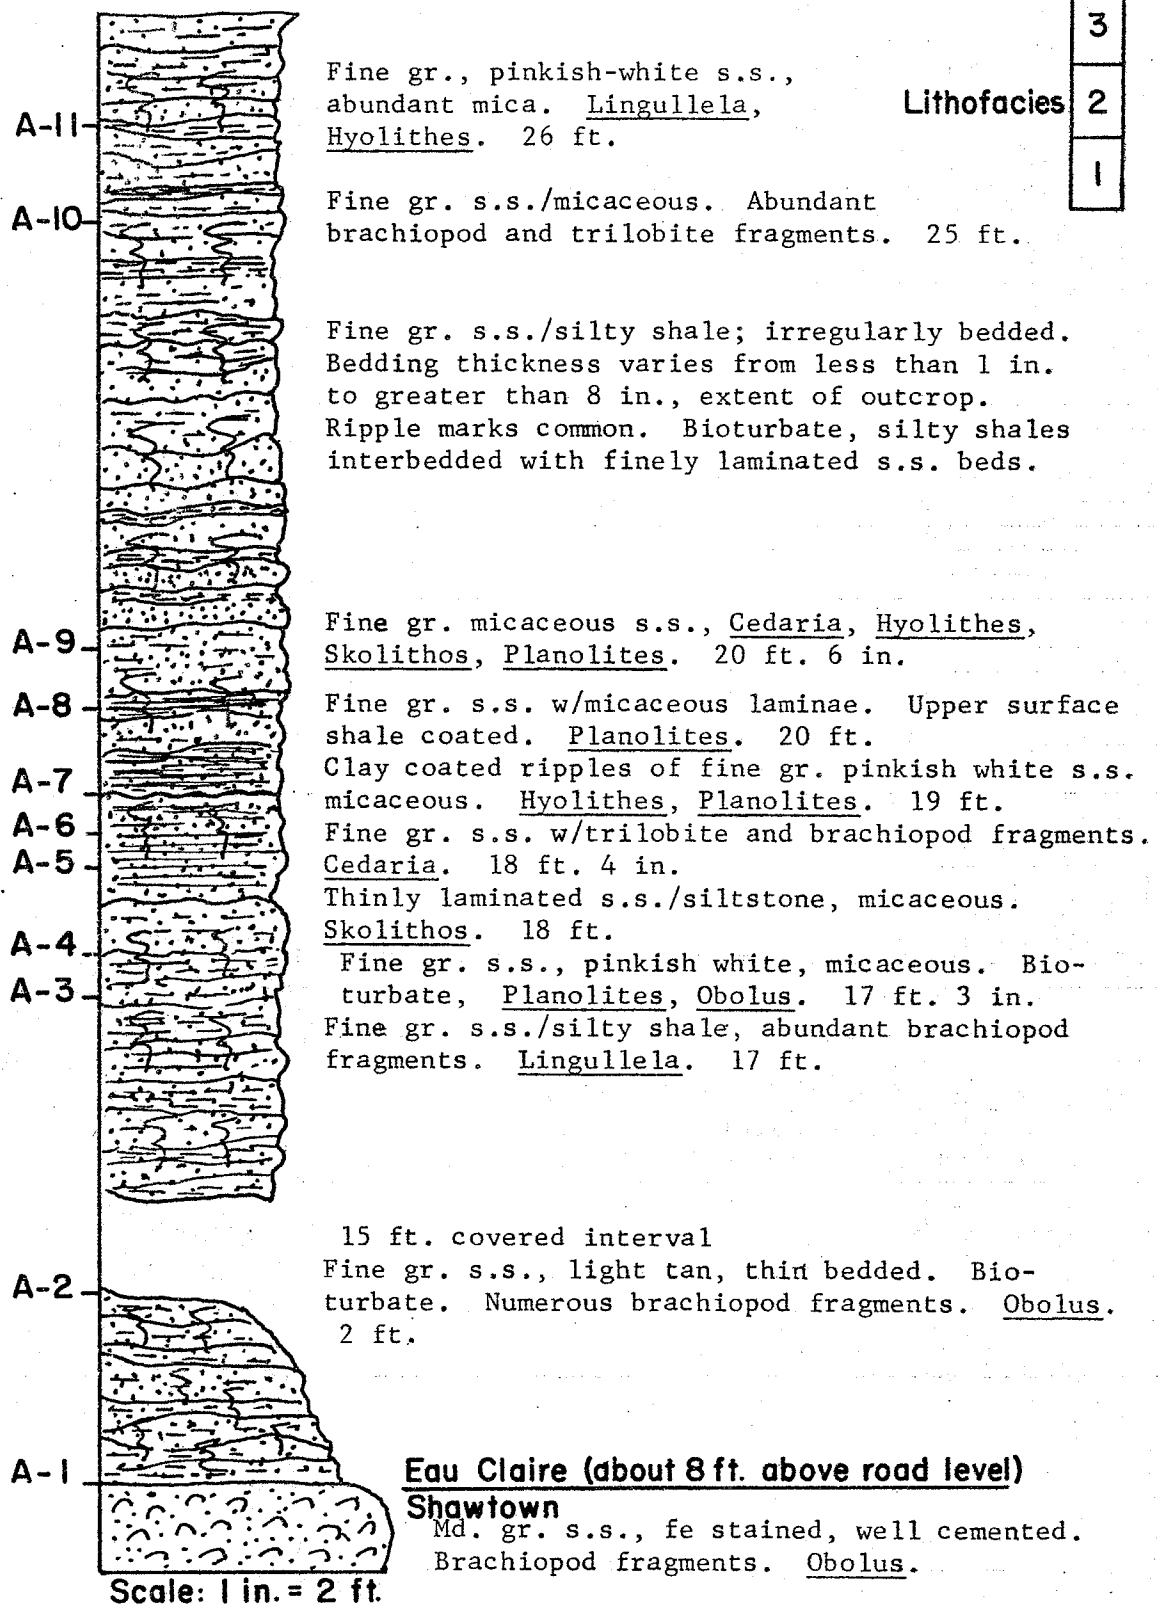 3
Lithofacies 2
1
A-11
Fine gr., pinkish-white s.s.,
abundant mica. Lingullela,
Hyolithes. 26 ft.
A-10
Fine gr. s.s./micaceous. Abundant
brachiopod and trilobite fragments. 25 ft.
Fine gr. s.s./silty shale; irregularly bedded.
Bedding thickness varies from less than 1 in.
to greater than 8 in., extent of outcrop.
Ripple marks common. Bioturbate, silty shales
interbedded with finely laminated s.s. beds.
A-9
Fine gr. micaceous s.s., Cedaria, Hyolithes,
Skolithos, Planolites. 20 ft. 6 in.
A-8
Fine gr. s.s. w/micaceous laminae. Upper surface
shale coated. Planolites. 20 ft.
A-7
Clay coated ripples of fine gr. pinkish white s.s.
micaceous. Hyolithes, Planolites. 19 ft.
A-6
Fine gr. s.s. w/trilobite and brachiopod fragments.
Cedaria. 18 ft. 4 in.
A-5
Thinly laminated s.s./siltstone, micaceous.
Skolithos. 18 ft.
A-4
Fine gr. s.s., pinkish white, micaceous. Bio-
turbate, Planolites, Obolus. 17 ft. 3 in.
A-3
Fine gr. s.s./silty shale, abundant brachiopod
fragments. Lingullela. 17 ft.
15 ft. covered interval
A-2
Fine gr. s.s., light tan, thin bedded. Bio-
turbate. Numerous brachiopod fragments. Obolus.
2 ft.
A-1
Eau Claire (about 8 ft. above road level)
Shawtown
Md. gr. s.s., fe stained, well cemented.
Brachiopod fragments. Obolus.
Scale: 1 in. = 2 ft.